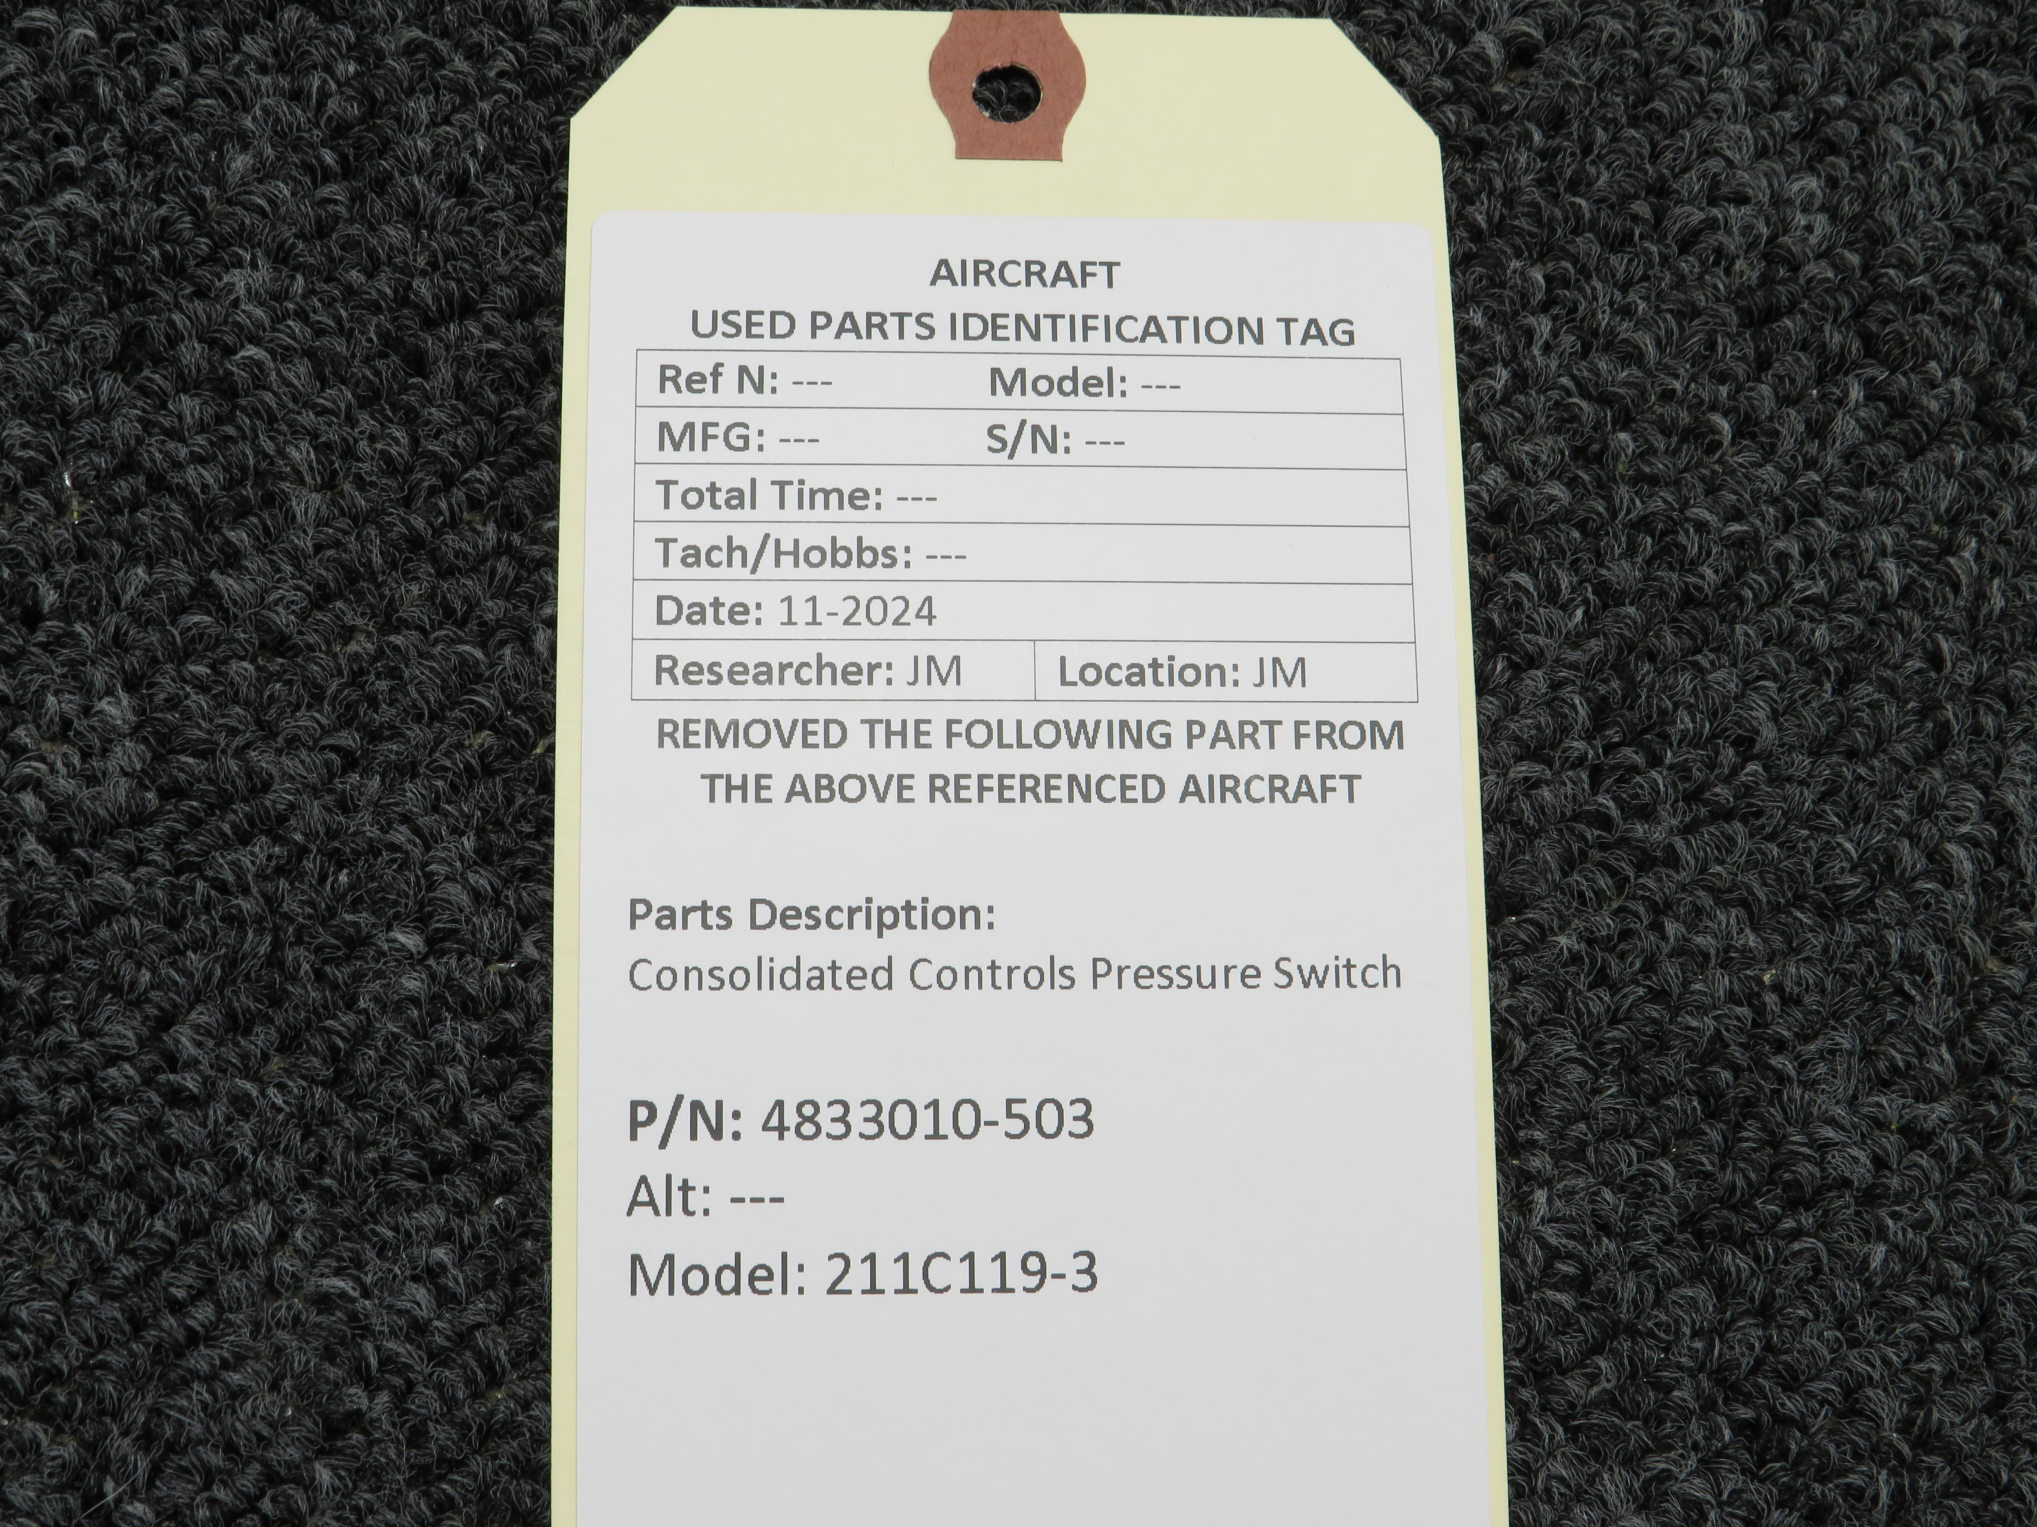 AIRCRAFT
USED PARTS IDENTIFICATION TAG
Ref N: --- Model: ---
MFG: --- S/N: ---
Total Time: ---
Tach/Hobbs: ---
Date: 11-2024
Researcher: JM Location: JM
REMOVED THE FOLLOWING PART FROM
THE ABOVE REFERENCED AIRCRAFT
Parts Description:
Consolidated Controls Pressure Switch
P/N: 4833010-503
Alt: ---
Model: 211C119-3